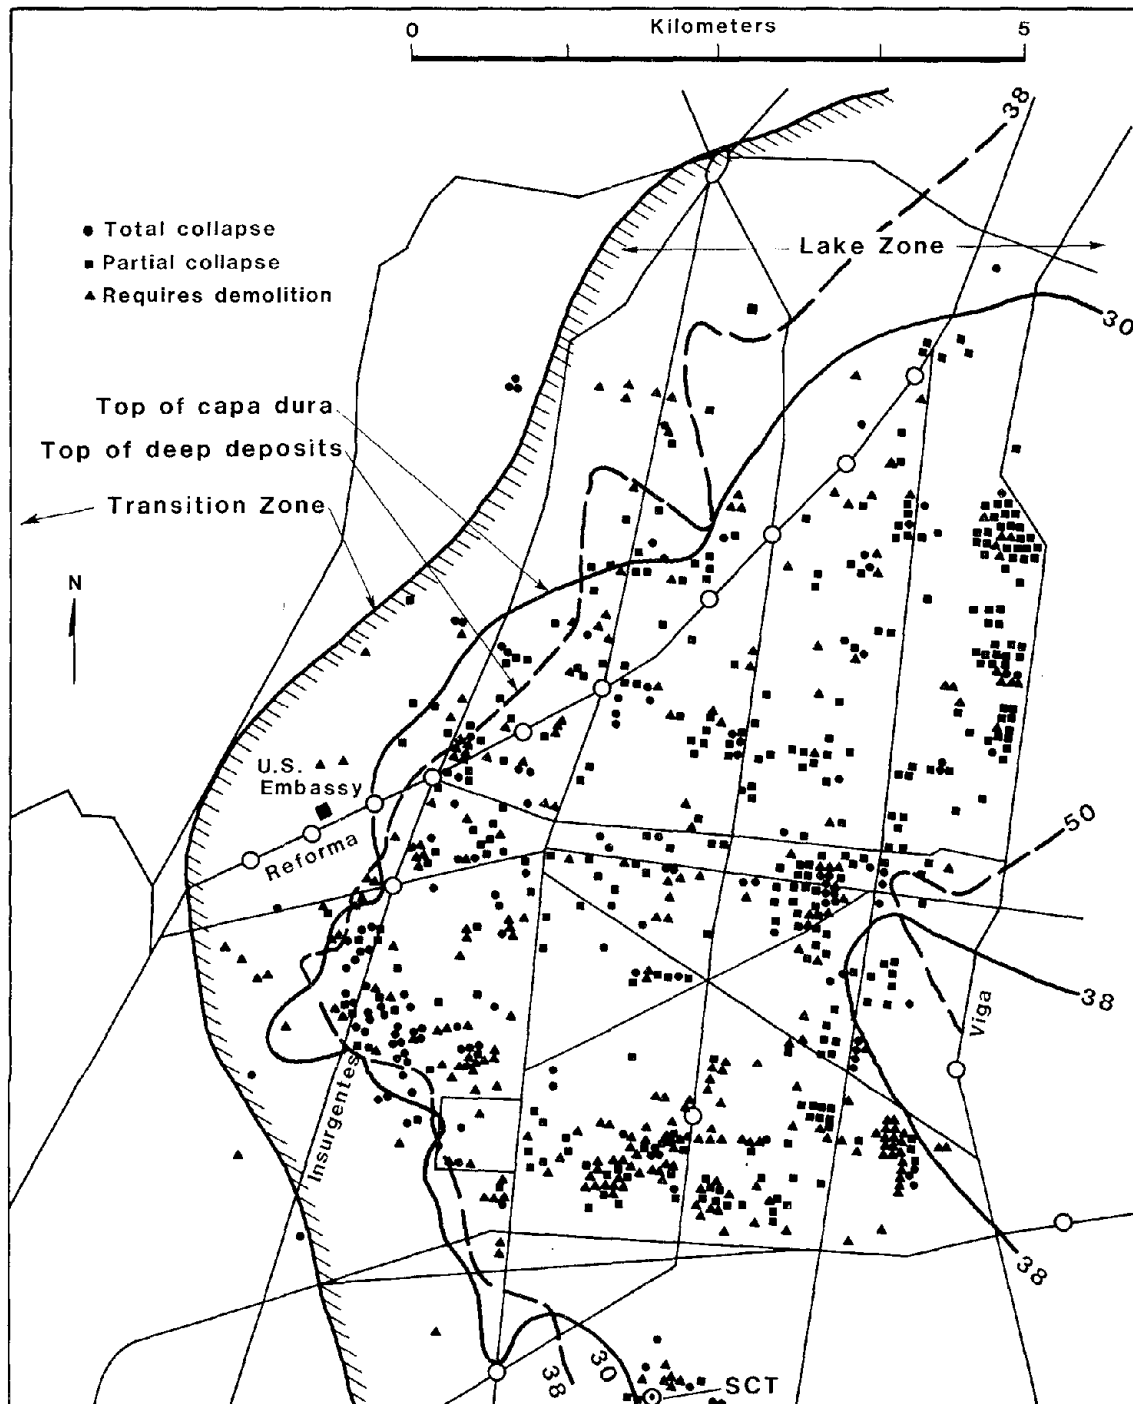 0
Kilometers
5
38
Total collapse
Partial collapse
Requires demolition
Lake Zone
30
Top of capa dura
Top of deep deposits
Transition Zone
N
U.S.
Embassy
Reforma
50
38
Viga
Insurgentes
38
38
30
SCT